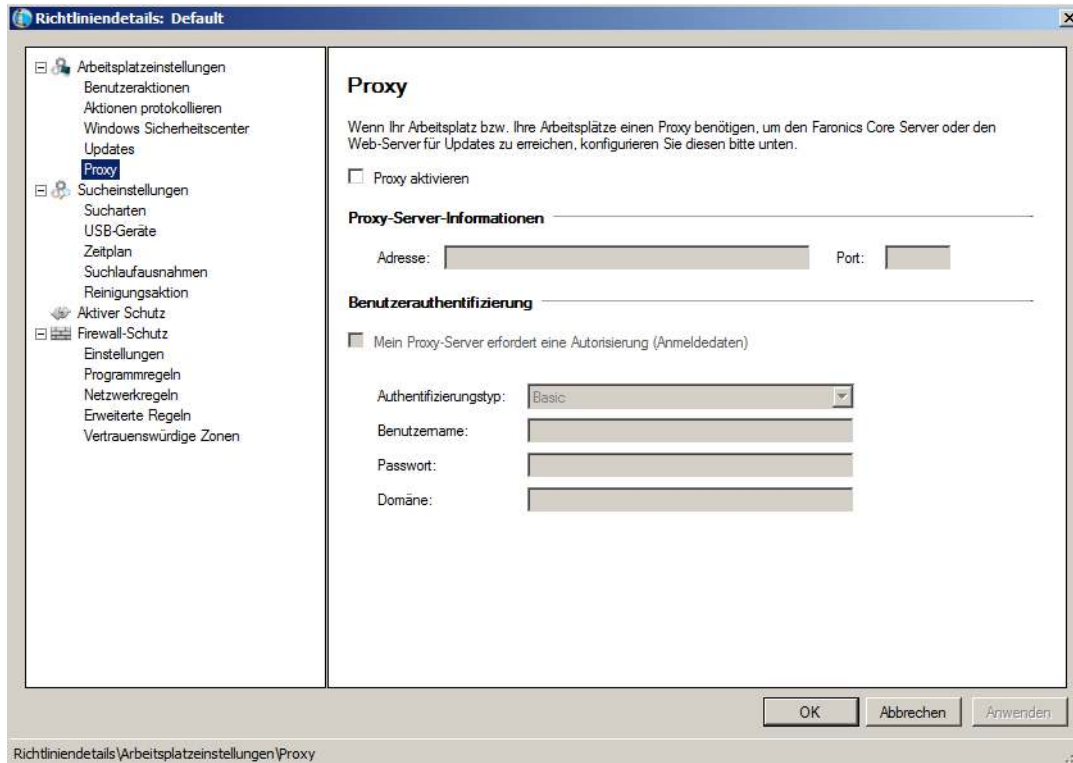 Richtliniendetails: Default
Arbeitsplatzeinstellungen
Benutzeraktionen
Aktionen protokollieren
Windows Sicherheitscenter
Updates
Proxy
Sucheinstellungen
Sucharten
USB-Geräte
Zeitplan
Suchlaufausnahmen
Reinigungsaktion
Aktiver Schutz
Firewall-Schutz
Einstellungen
Programmregeln
Netzwerkregeln
Erweiterte Regeln
Vertrauenswürdige Zonen
Proxy
Wenn Ihr Arbeitsplatz bzw. Ihre Arbeitsplätze einen Proxy benötigen, um den Faronics Core Server oder den
Web-Server für Updates zu erreichen, konfigurieren Sie diesen bitte unten.
Proxy aktivieren
Proxy-Server-Informationen
Adresse: Port:
Benutzerauthentifizierung
Mein Proxy-Server erfordert eine Autorisierung (Anmeldedaten)
Authentifizierungstyp: Basic
Benutzername:
Passwort:
Domäne:
OK Abbrechen Anwenden
Richtliniendetails\Arbeitsplatzeinstellungen\Proxy